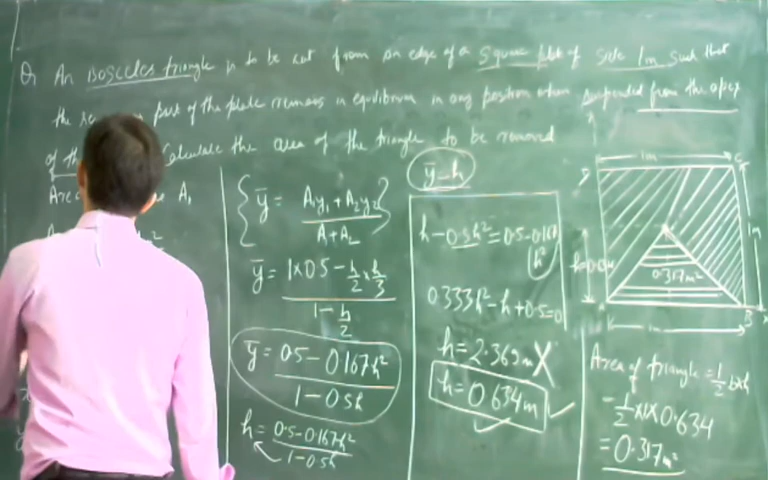 Q. An isosceles triangle is to be cut from an edge of a square plot of side 1m such that
the part of the plate remains in equilibrium in any position when suspended from the apex
of the Calculate the area of the triangle to be removed
A₁
ȳ = A₁y₁ + A₂y₂ / A₁ + A₂
ȳ = 1×0.5 − h/2 × h/3 / 1 − h/2
ȳ = 0.5 − 0.167h² / 1 − 0.5h
h = 0.5 − 0.167h² / 1 − 0.5h
ȳ = h
h − 0.5h² = 0.5 − 0.167h²
0.333h² − h + 0.5 = 0
h = 2.369m X
h = 0.634m
1m
C
1m
0.317m²
B
1m
Area of triangle = 1/2 b×h
= 1/2 ×1×0.634
= 0.317m²